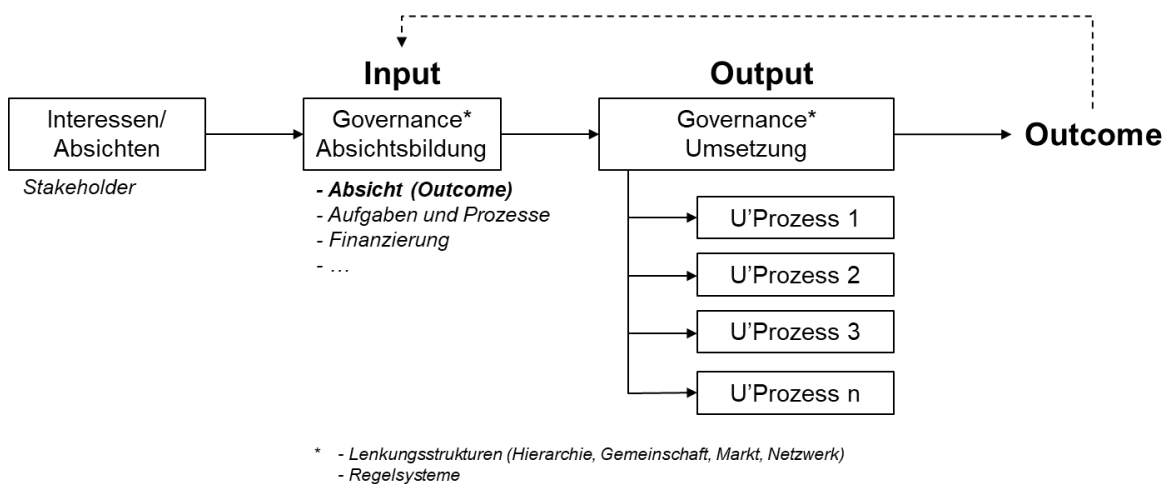 Input
Output
Interessen/
Absichten
Stakeholder
Governance*
Absichtsbildung
- Absicht (Outcome)
- Aufgaben und Prozesse
- Finanzierung
- …
Governance*
Umsetzung
Outcome
U'Prozess 1
U'Prozess 2
U'Prozess 3
U'Prozess n
* - Lenkungsstrukturen (Hierarchie, Gemeinschaft, Markt, Netzwerk)
- Regelsysteme